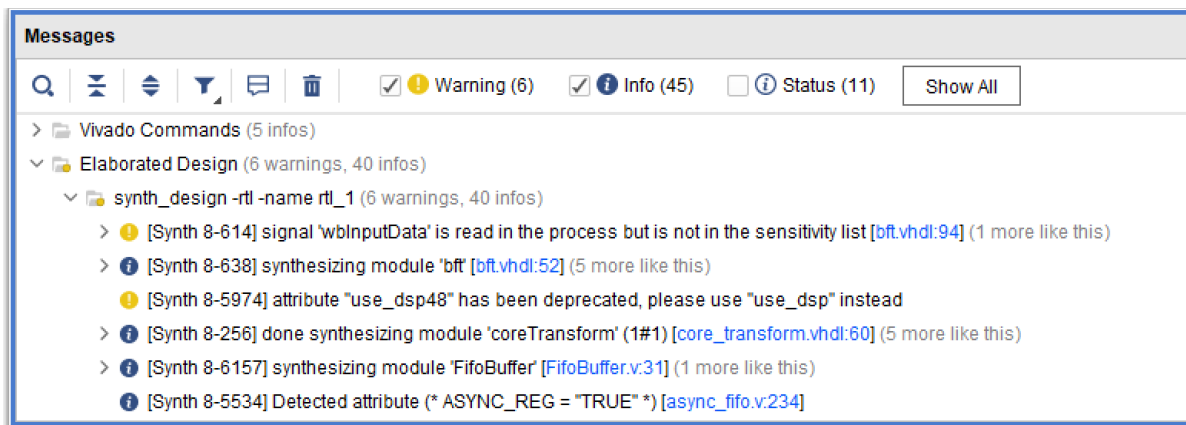 Messages
Warning (6) Info (45) Status (11) Show All
Vivado Commands (5 infos)
Elaborated Design (6 warnings, 40 infos)
synth_design -rtl -name rtl_1 (6 warnings, 40 infos)
[Synth 8-614] signal 'wbInputData' is read in the process but is not in the sensitivity list [bft.vhdl:94] (1 more like this)
[Synth 8-638] synthesizing module 'bft' [bft.vhdl:52] (5 more like this)
[Synth 8-5974] attribute "use_dsp48" has been deprecated, please use "use_dsp" instead
[Synth 8-256] done synthesizing module 'coreTransform' (1#1) [core_transform.vhdl:60] (5 more like this)
[Synth 8-6157] synthesizing module 'FifoBuffer' [FifoBuffer.v:31] (1 more like this)
[Synth 8-5534] Detected attribute (* ASYNC_REG = "TRUE" *) [async_fifo.v:234]